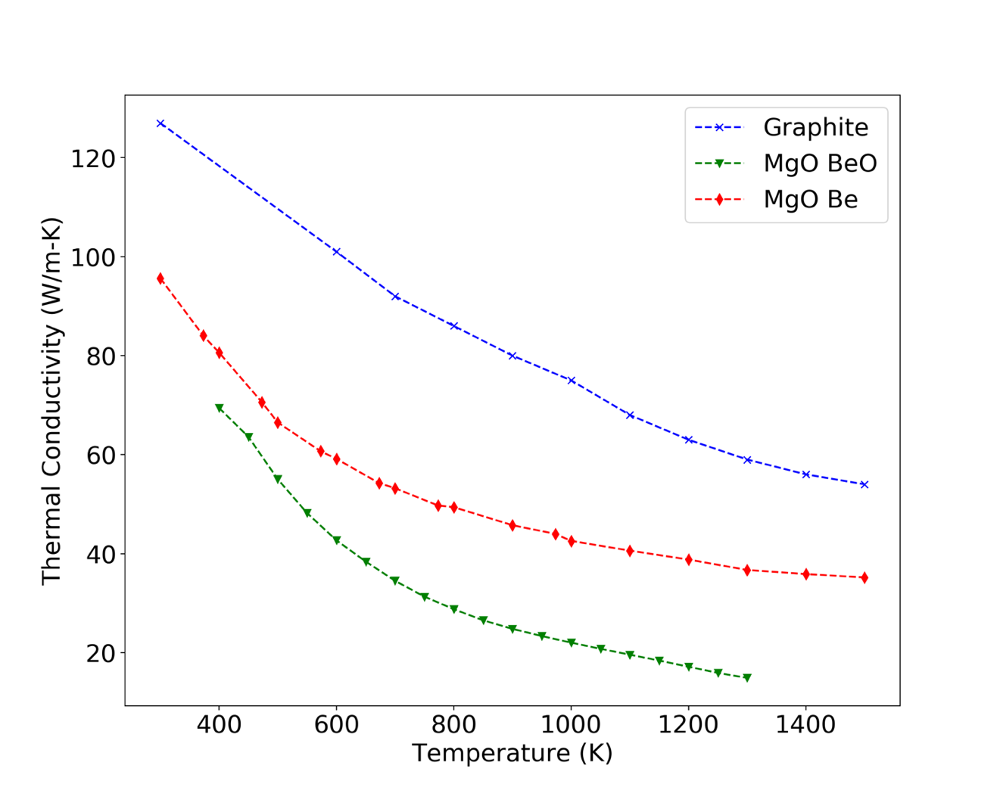 Graphite
MgO BeO
MgO Be
120
100
80
60
40
20
Thermal Conductivity (W/m-K)
400 600 800 1000 1200 1400
Temperature (K)